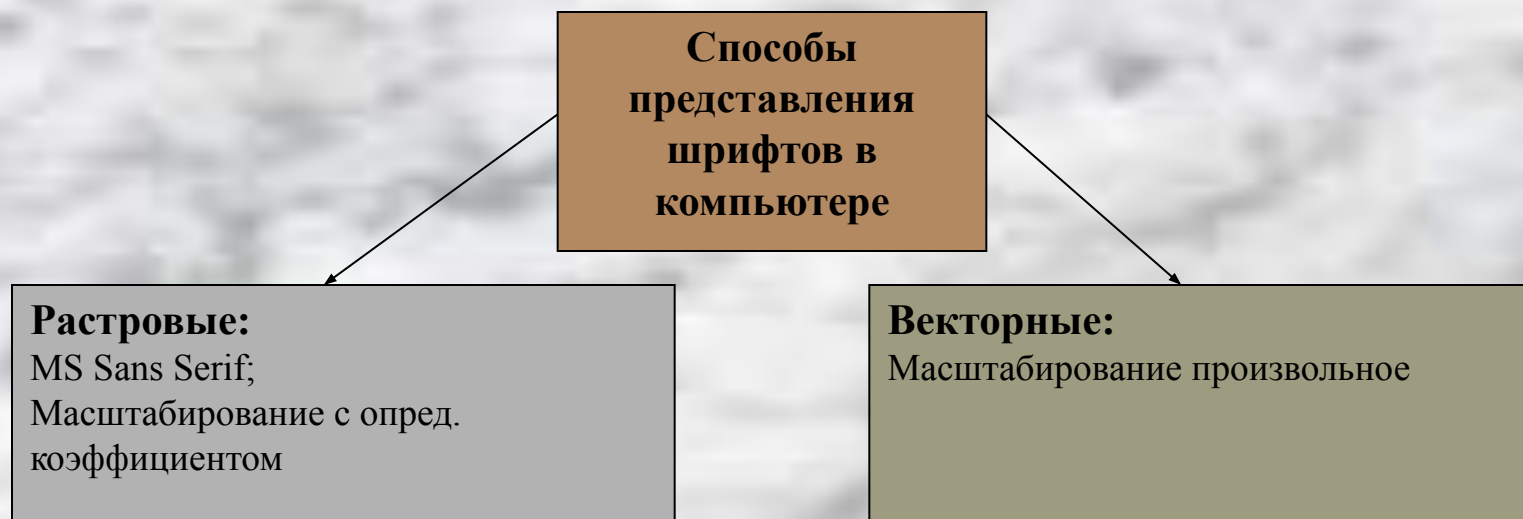 Способы
представления
шрифтов в
компьютере
Растровые:
MS Sans Serif;
Масштабирование с опред.
коэффициентом
Векторные:
Масштабирование произвольное